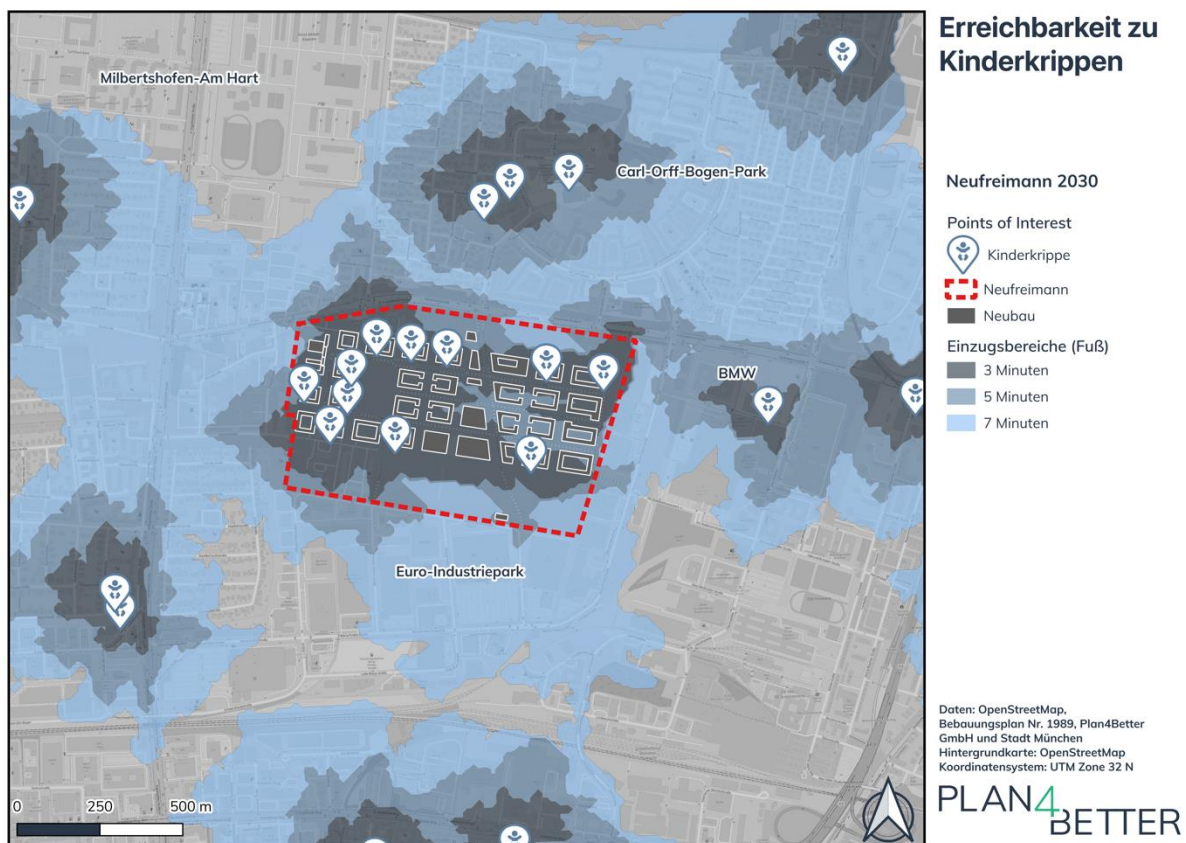 Erreichbarkeit zu
Kinderkrippen
Milbertshofen-Am Hart
Carl-Orff-Bogen-Park
BMW
Euro-Industriepark
0 250 500 m
Neufreimann 2030
Points of Interest
Kinderkrippe
Neufreimann
Neubau
Einzugsbereiche (Fuß)
3 Minuten
5 Minuten
7 Minuten
Daten: OpenStreetMap,
Bebauungsplan Nr. 1989, Plan4Better
GmbH und Stadt München
Hintergrundkarte: OpenStreetMap
Koordinatensystem: UTM Zone 32 N
PLAN4
BETTER